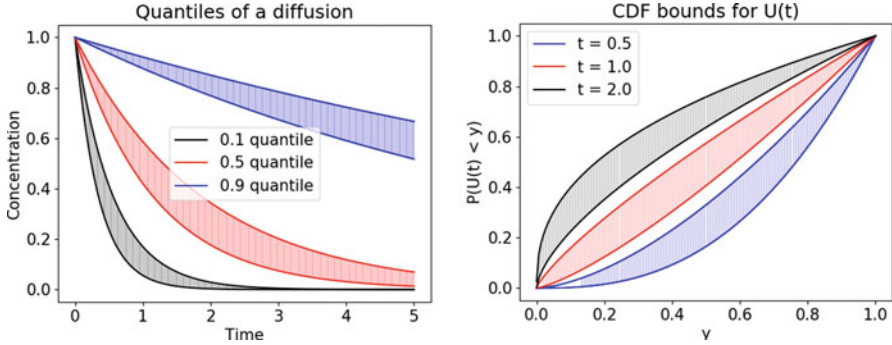 Quantiles of a diffusion
1.0
0.8
0.6
0.4
0.2
0.0
Concentration
0.1 quantile
0.5 quantile
0.9 quantile
0 1 2 3 4 5
Time
CDF bounds for U(t)
1.0
0.8
0.6
0.4
0.2
0.0
P(U(t) < y)
t = 0.5
t = 1.0
t = 2.0
0.0 0.2 0.4 0.6 0.8 1.0
y